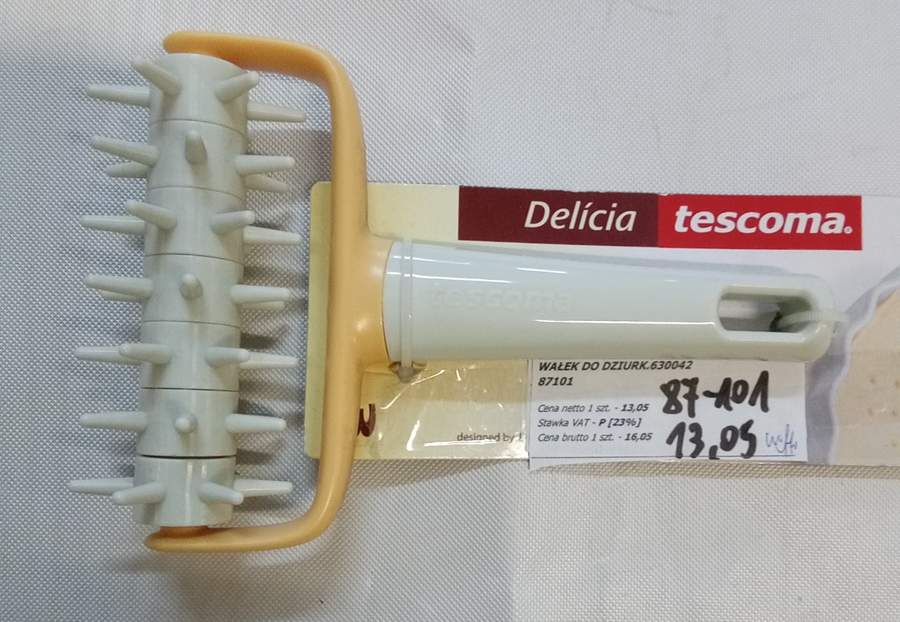 Delícia tescoma.
tescoma
WAŁEK DO DZIURK.630042
87101
87-101
Cena netto 1 szt. - 13,05
Stawka VAT - P [23%]
Cena brutto 1 szt. - 16,05
13,05
designed by